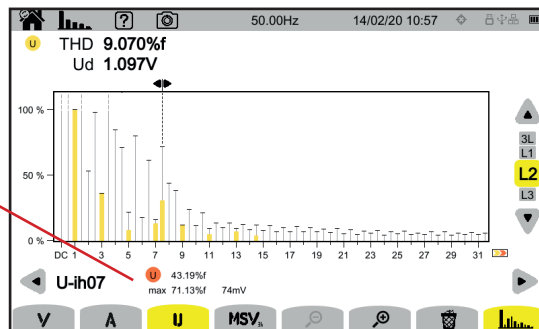 ? 50.00Hz 14/02/20 10:57
U THD 9.070%f
Ud 1.097V
100 %
50 %
0 %
DC 1 3 5 7 9 11 13 15 17 19 21 23 25 27 29 31
3L
L1
L2
L3
U-ih07 U 43.19%f
max 71.13%f 74mV
V A U MSV